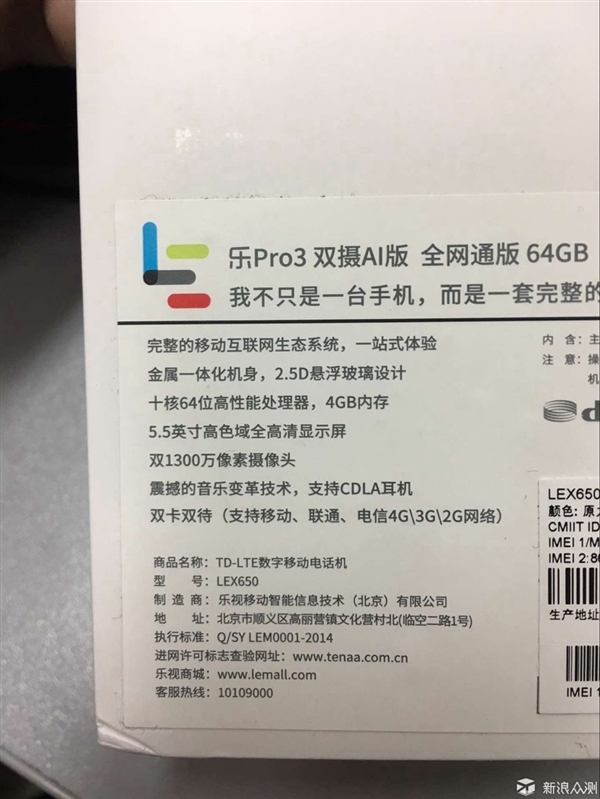 乐Pro3 双摄AI版 全网通版 64GB
我不只是一台手机，而是一套完整的
完整的移动互联网生态系统，一站式体验
金属一体化机身，2.5D悬浮玻璃设计
十核64位高性能处理器，4GB内存
5.5英寸高色域全高清显示屏
双1300万像素摄像头
震撼的音乐变革技术，支持CDLA耳机
双卡双待（支持移动、联通、电信4G\3G\2G网络）
商品名称：TD-LTE数字移动电话机
型 号：LEX650
制 造 商：乐视移动智能信息技术（北京）有限公司
地 址：北京市顺义区高丽营镇文化营村北(临空二路1号)
执行标准：Q/SY LEM0001-2014
进网许可标志查验网址：www.tenaa.com.cn
乐视商城：www.lemall.com
客服热线：10109000
内 含：主
注 意：操
机
LEX650
颜色：原
CMIIT ID
IMEI 1/M
IMEI 2:86
生产地址
IMEI 1
新浪众测